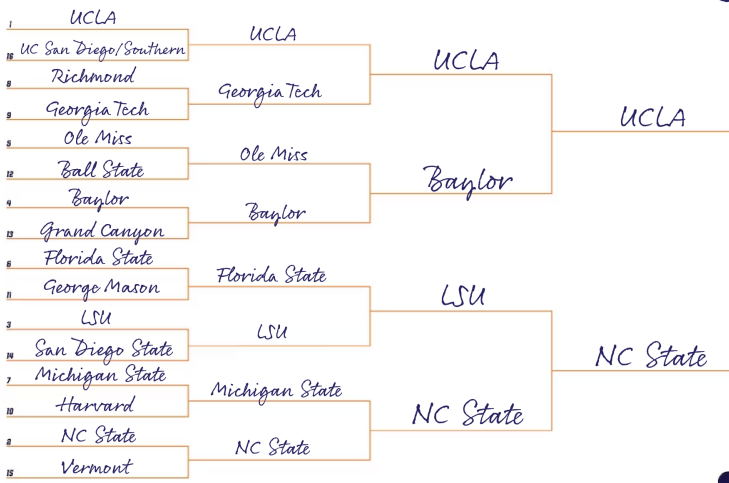 1 UCLA
16 UC San Diego/Southern
8 Richmond
9 Georgia Tech
5 Ole Miss
12 Ball State
4 Baylor
13 Grand Canyon
6 Florida State
11 George Mason
3 LSU
14 San Diego State
7 Michigan State
10 Harvard
2 NC State
15 Vermont
UCLA
Georgia Tech
Ole Miss
Baylor
Florida State
LSU
Michigan State
NC State
UCLA
Baylor
LSU
NC State
UCLA
NC State